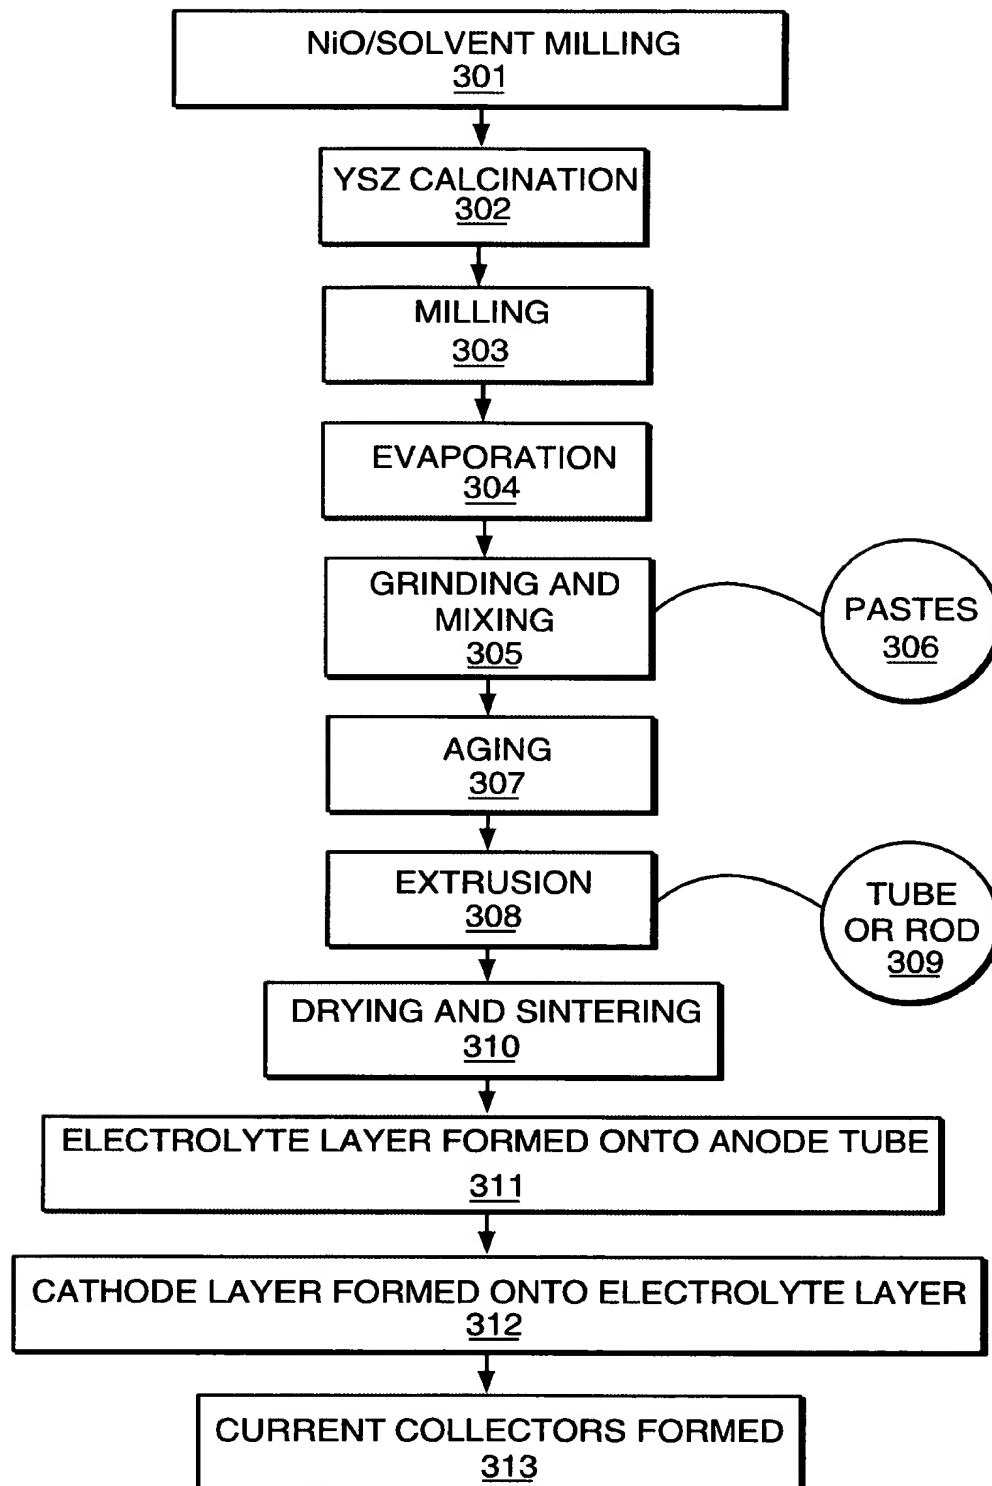 NiO/SOLVENT MILLING
301
YSZ CALCINATION
302
MILLING
303
EVAPORATION
304
GRINDING AND
MIXING
305
PASTES
306
AGING
307
EXTRUSION
308
TUBE
OR ROD
309
DRYING AND SINTERING
310
ELECTROLYTE LAYER FORMED ONTO ANODE TUBE
311
CATHODE LAYER FORMED ONTO ELECTROLYTE LAYER
312
CURRENT COLLECTORS FORMED
313